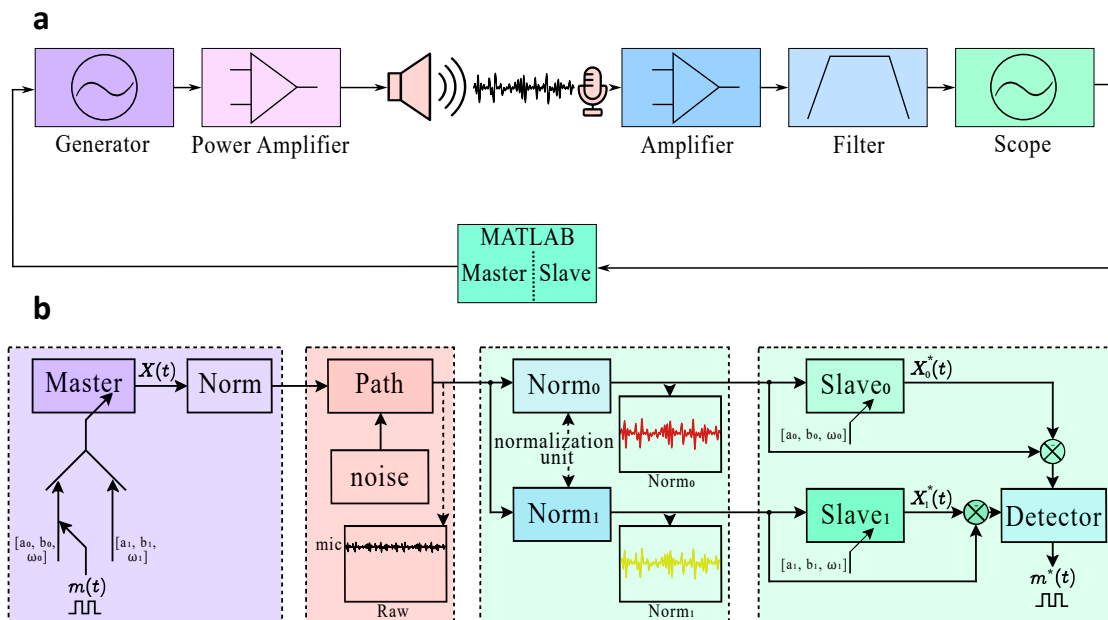 a
Generator
Power Amplifier
Amplifier
Filter
Scope
MATLAB
Master
Slave
b
Master
X(t)
Norm
[a₀, b₀,
ω₀]
[a₁, b₁,
ω₁]
m(t)
Path
noise
mic
Raw
Norm₀
normalization
unit
Norm₁
Norm₀
Norm₁
Slave₀
X₀*(t)
[a₀, b₀, ω₀]
-
Slave₁
X₁*(t)
[a₁, b₁, ω₁]
-
Detector
m*(t)